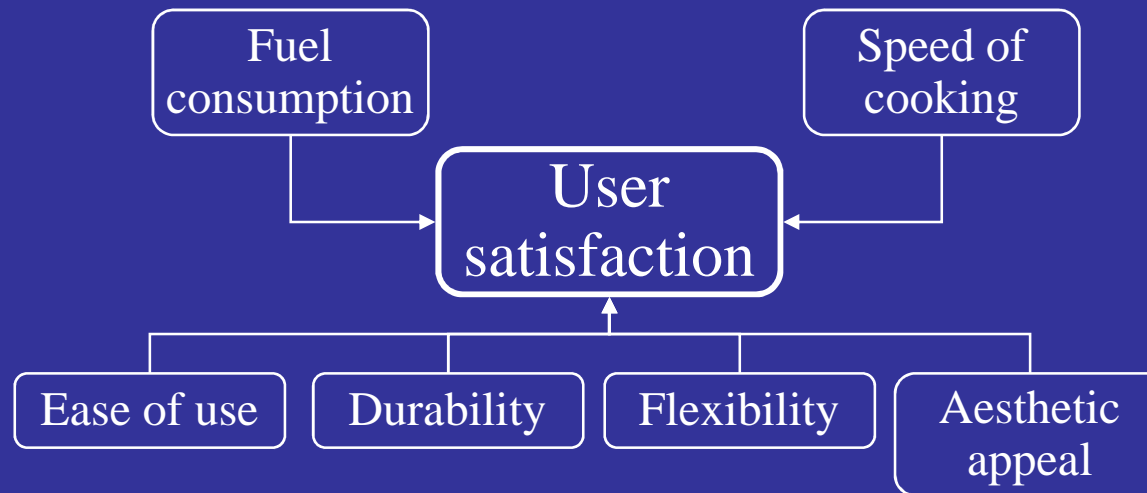 Fuel
consumption
Speed of
cooking
User
satisfaction
Ease of use
Durability
Flexibility
Aesthetic
appeal